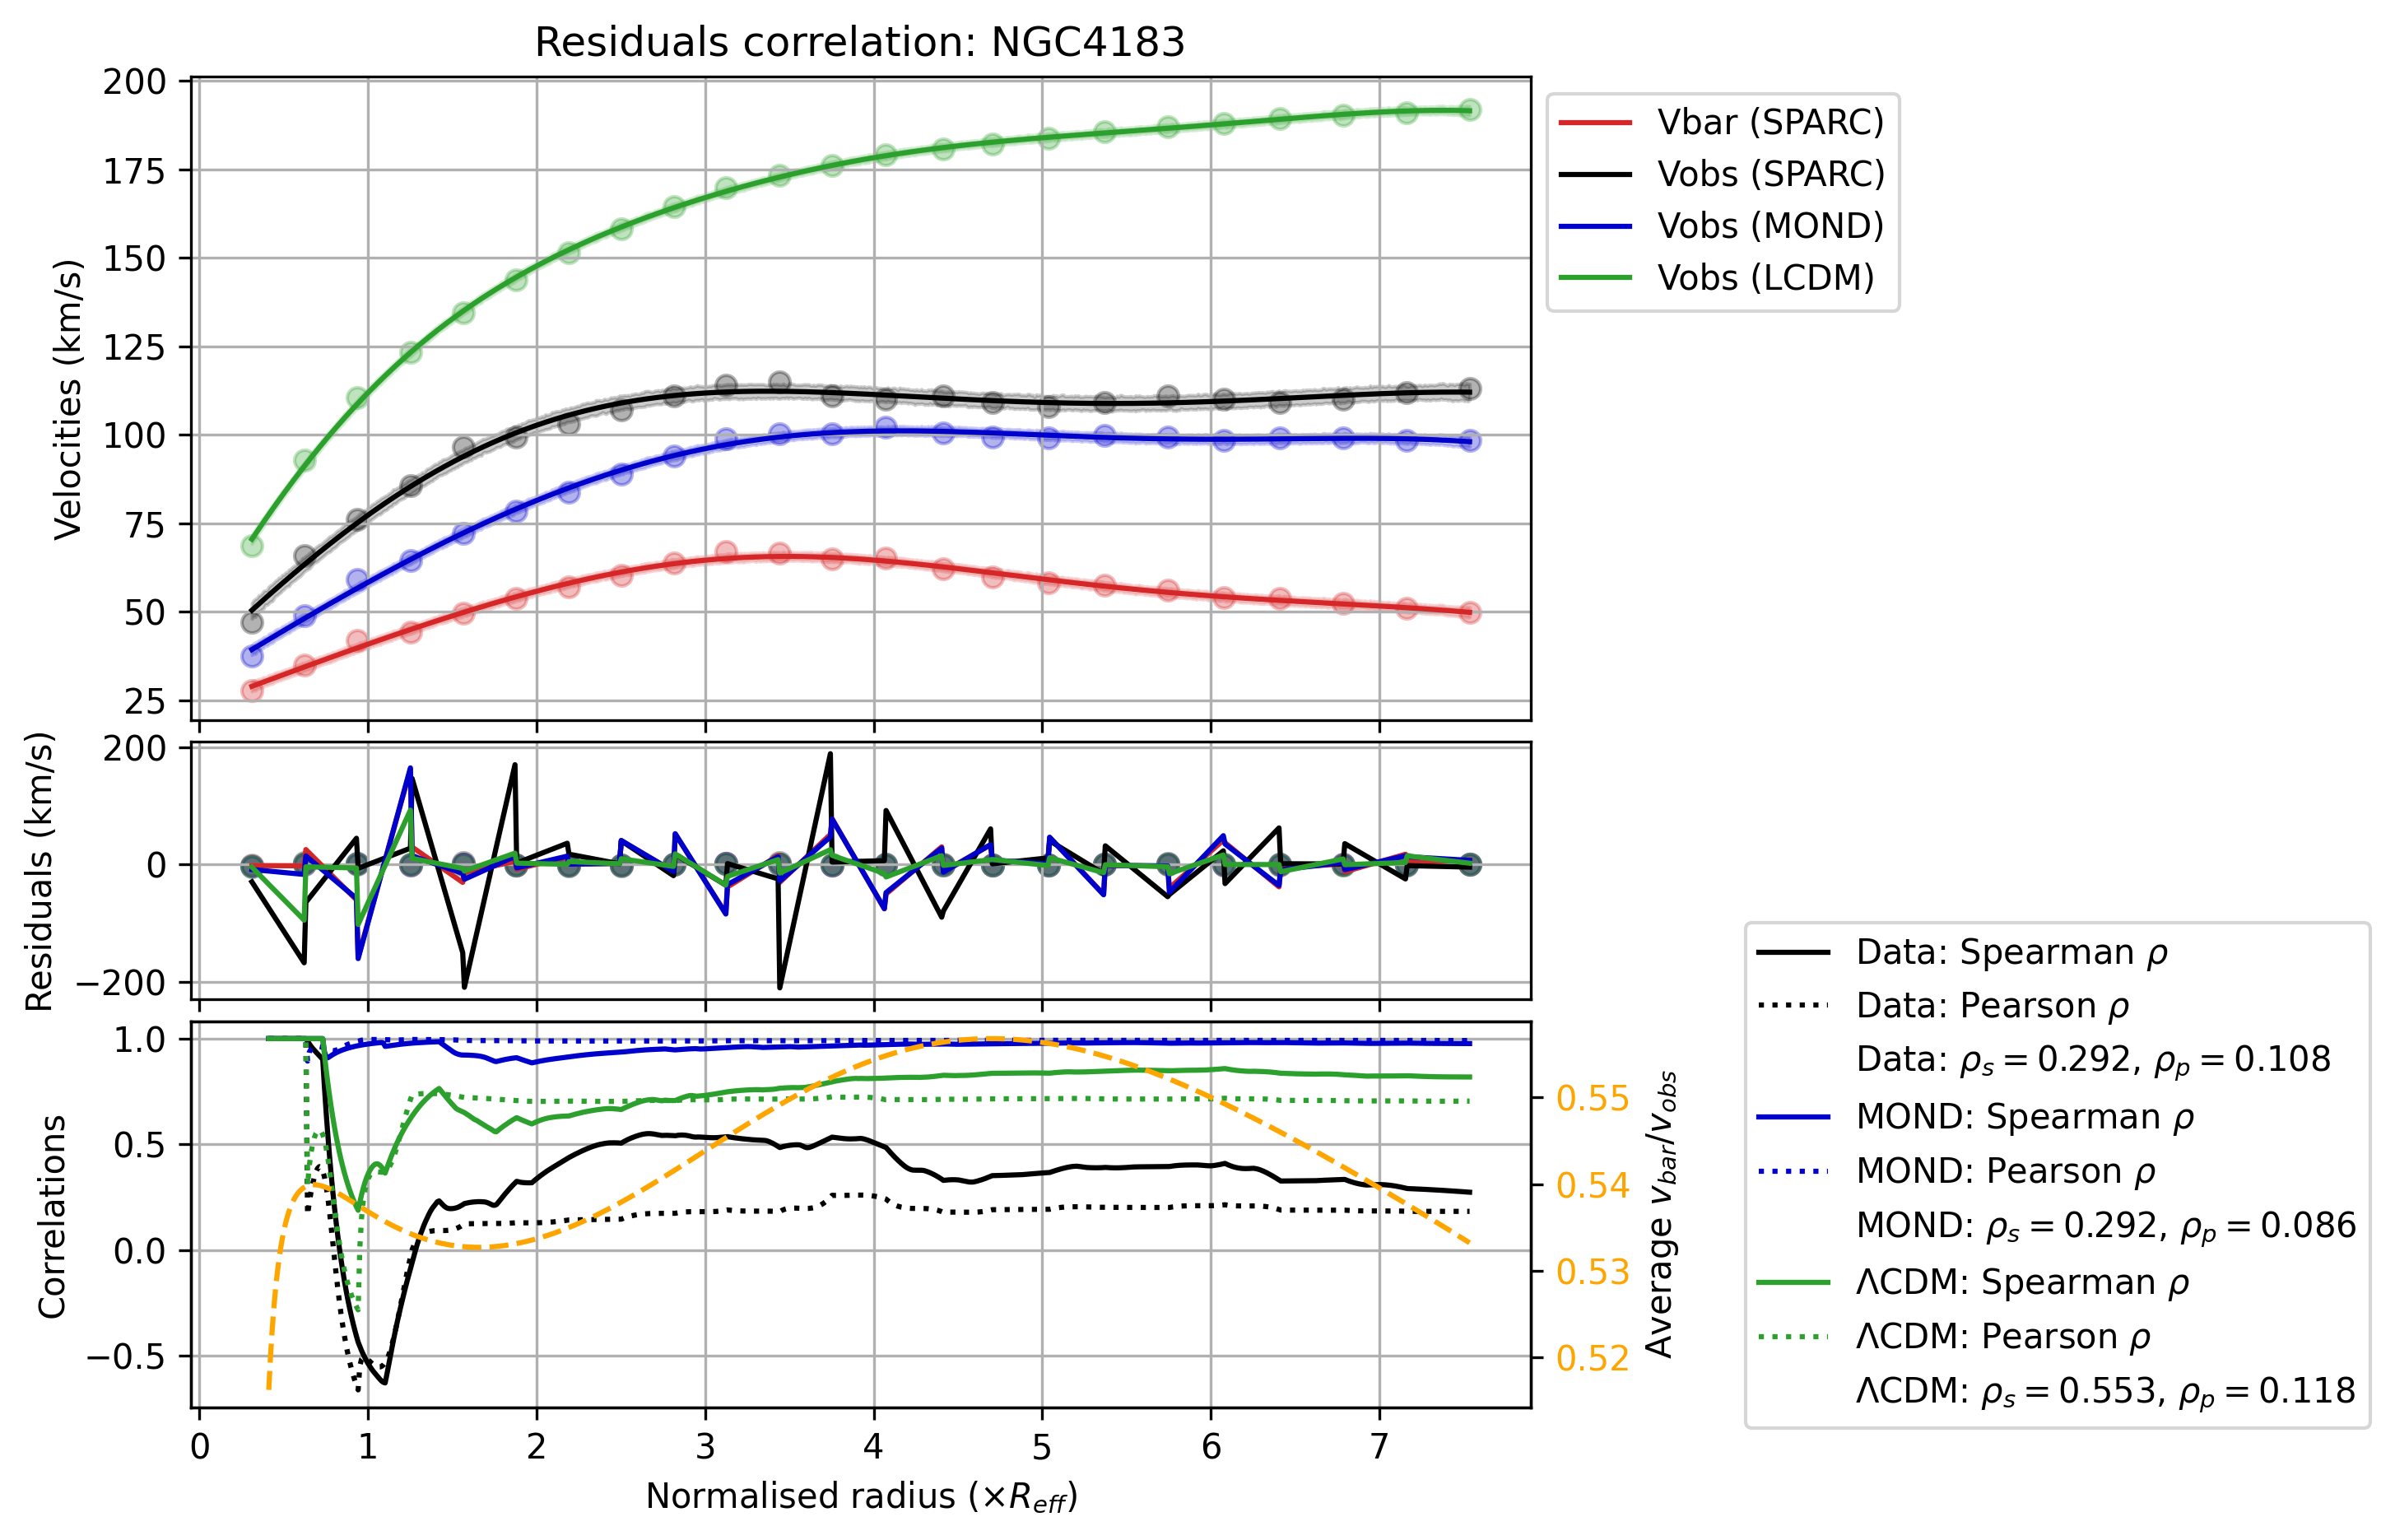 Residuals correlation: NGC4183
200
175
150
125
100
75
50
25
Velocities (km/s)
Vbar (SPARC)
Vobs (SPARC)
Vobs (MOND)
Vobs (LCDM)
200
0
−200
Residuals (km/s)
1.0
0.5
0.0
−0.5
Correlations
0.55
0.54
0.53
0.52
Average v_bar/v_obs
0 1 2 3 4 5 6 7
Normalised radius (×R_eff)
Data: Spearman ρ
Data: Pearson ρ
Data: ρ_s = 0.292, ρ_p = 0.108
MOND: Spearman ρ
MOND: Pearson ρ
MOND: ρ_s = 0.292, ρ_p = 0.086
ΛCDM: Spearman ρ
ΛCDM: Pearson ρ
ΛCDM: ρ_s = 0.553, ρ_p = 0.118